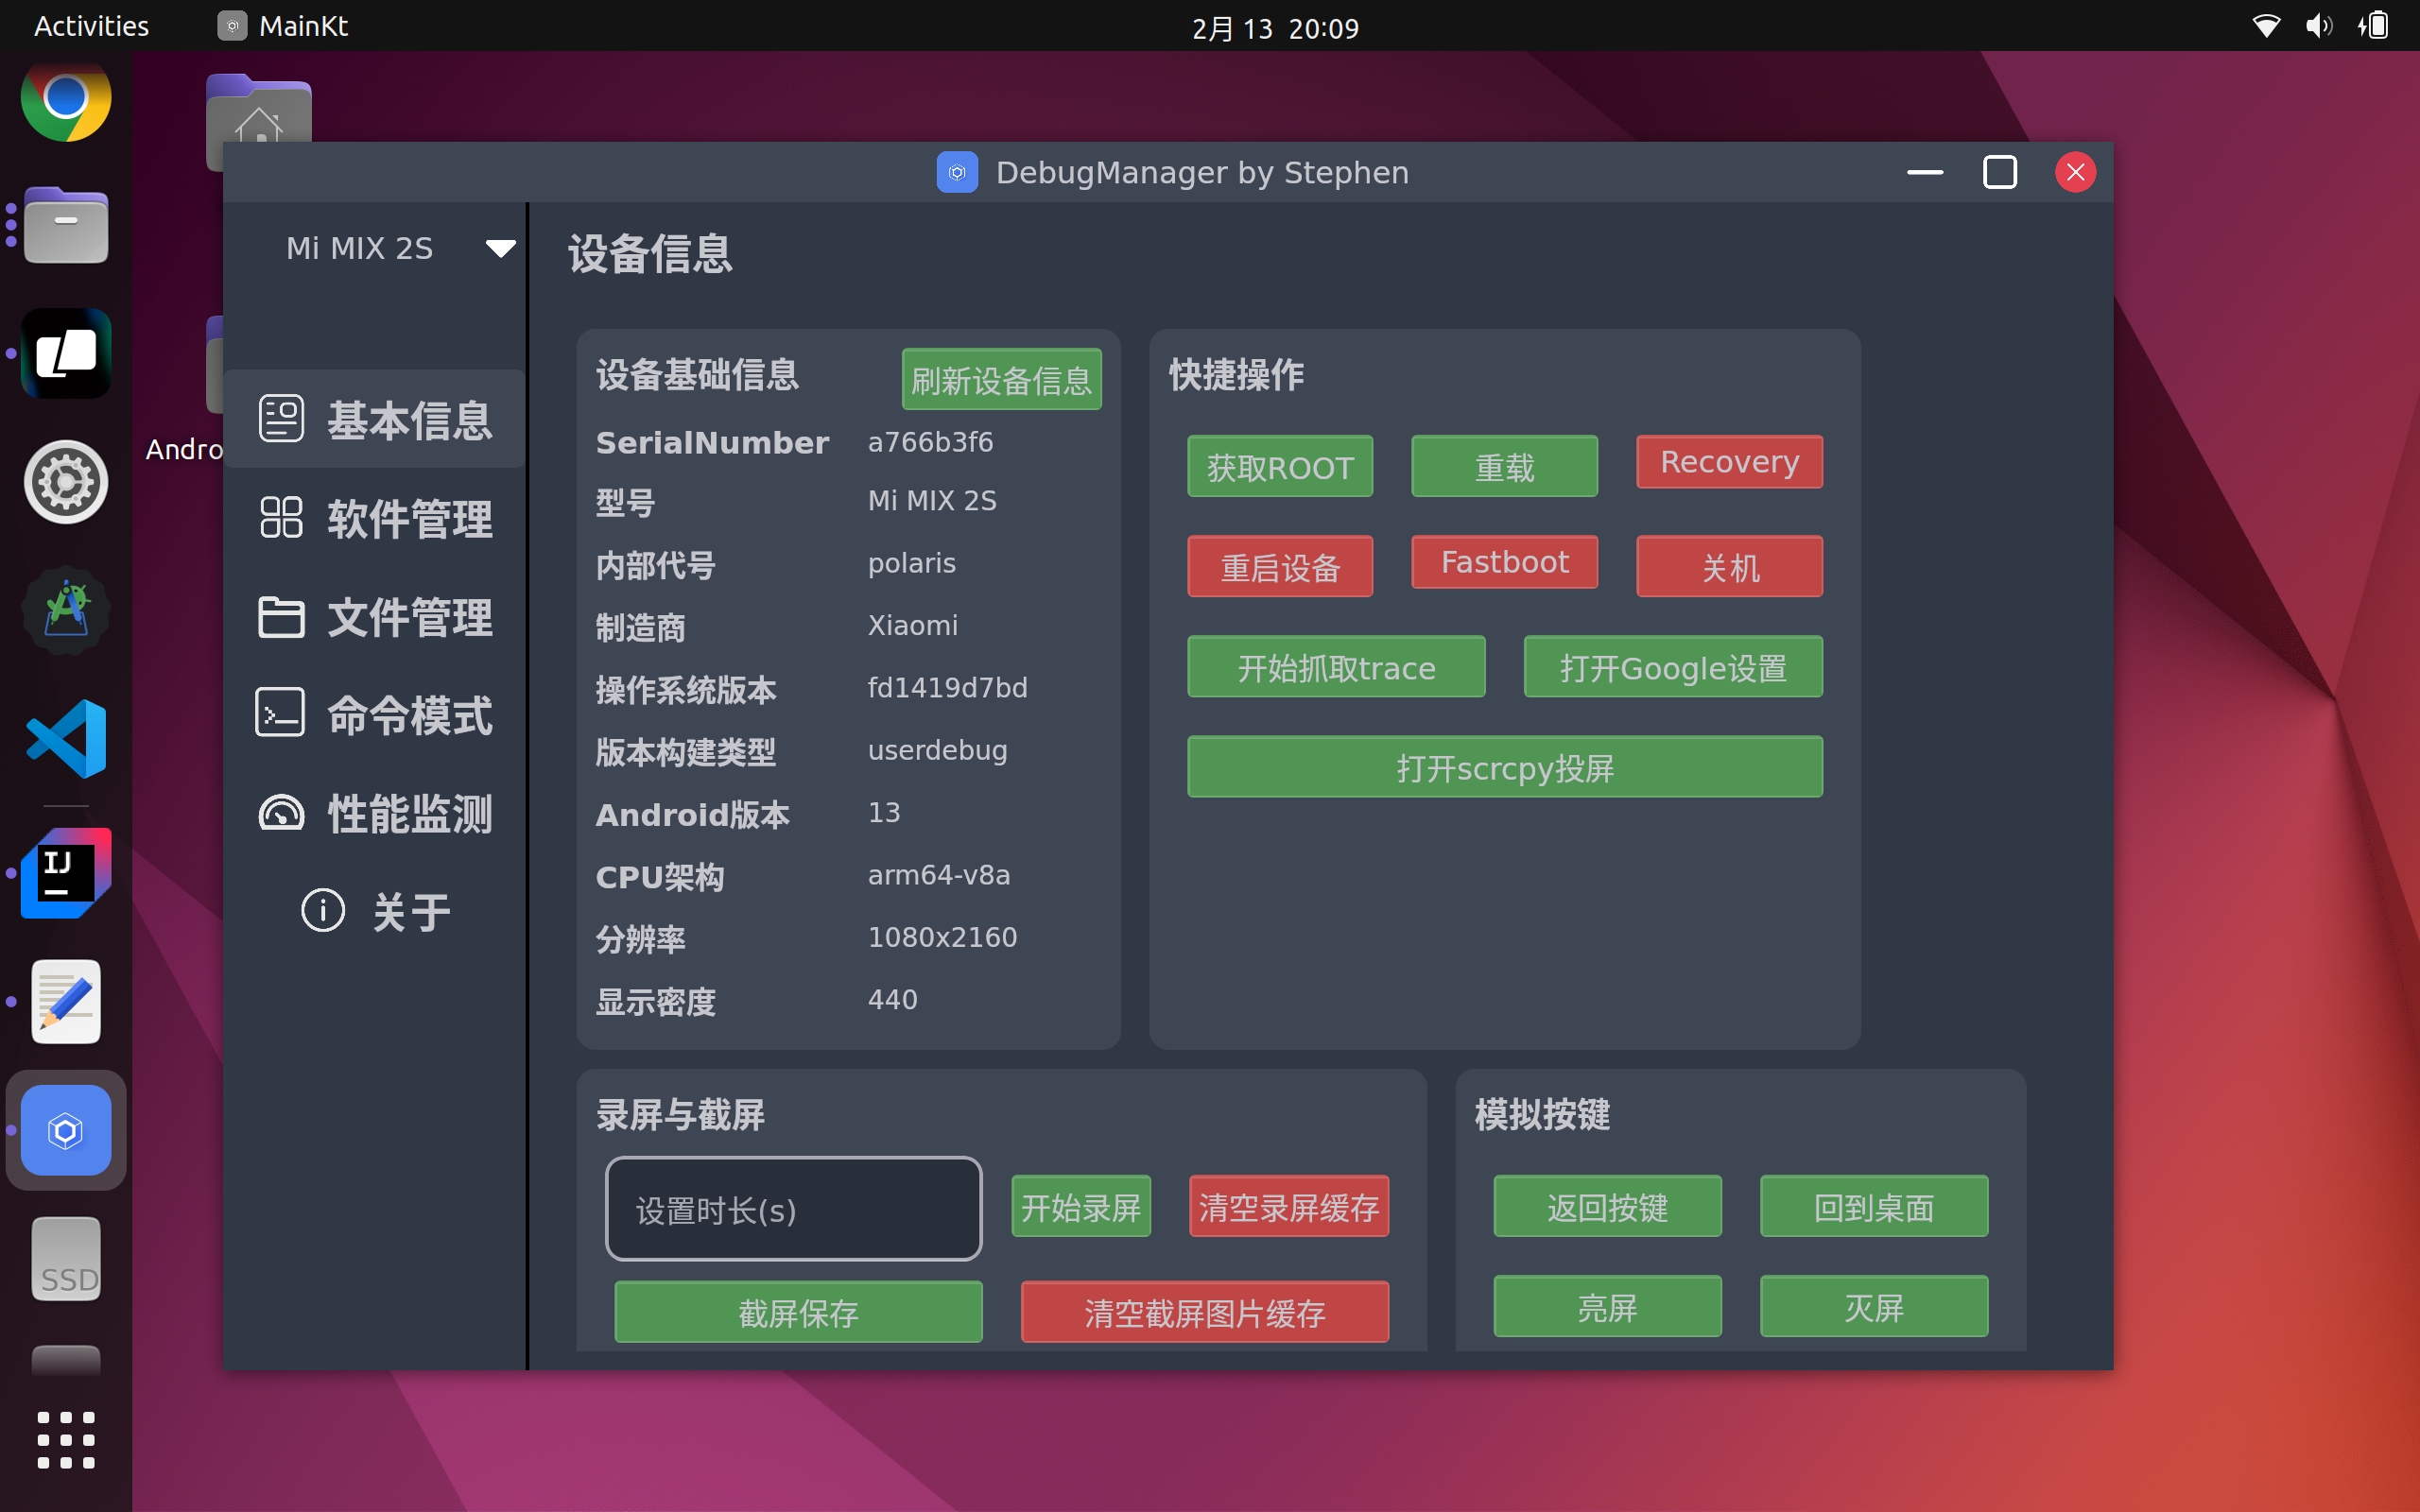 Activities MainKt 2月 13 20:09
DebugManager by Stephen
Andro
Mi MIX 2S
基本信息
软件管理
文件管理
命令模式
性能监测
关于
设备信息
设备基础信息 刷新设备信息
SerialNumber a766b3f6
型号 Mi MIX 2S
内部代号 polaris
制造商 Xiaomi
操作系统版本 fd1419d7bd
版本构建类型 userdebug
Android版本 13
CPU架构 arm64-v8a
分辨率 1080x2160
显示密度 440
快捷操作
获取ROOT 重载 Recovery
重启设备 Fastboot 关机
开始抓取trace 打开Google设置
打开scrcpy投屏
录屏与截屏
设置时长(s) 开始录屏 清空录屏缓存
截屏保存 清空截屏图片缓存
模拟按键
返回按键 回到桌面
亮屏 灭屏
IJ
SSD